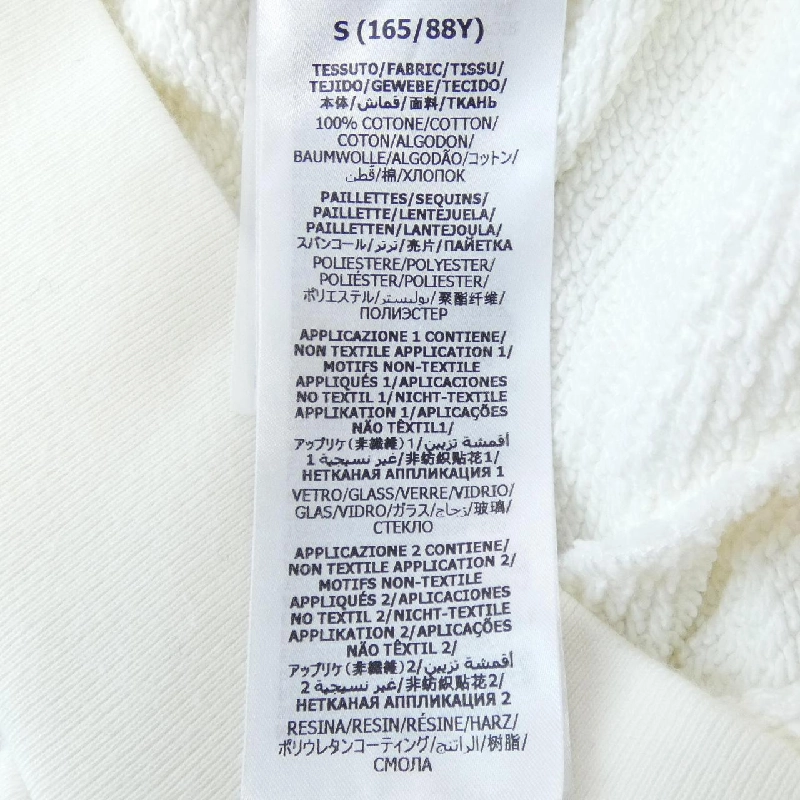 S (165/88Y)
TESSUTO/FABRIC/TISSU/
TEJIDO/GEWEBE/TECIDO/
本体/قماش/面料/ТКАНЬ
100% COTONE/COTTON/
COTON/ALGODON/
BAUMWOLLE/ALGODÃO/コットン/
قطن/棉/ХЛОПОК
PAILLETTES/SEQUINS/
PAILLETTE/LENTEJUELA/
PAILLETTEN/LANTEJOULA/
スパンコール/ترتر/亮片/ПАЙЕТКА
POLIESTERE/POLYESTER/
POLIÉSTER/POLIESTER/
ポリエステル/بوليستر/聚酯纤维/
ПОЛИЭСТЕР
APPLICAZIONE 1 CONTIENE/
NON TEXTILE APPLICATION 1/
MOTIFS NON-TEXTILE
APPLIQUÉS 1/APLICACIONES
NO TEXTIL 1/NICHT-TEXTILE
APPLIKATION 1/APLICAÇÕES
NÃO TÊXTIL1/
アップリケ(非繊維)1/أقمشة تزيين
غير نسيجية 1/非纺织贴花1/
НЕТКАНАЯ АППЛИКАЦИЯ 1
VETRO/GLASS/VERRE/VIDRIO/
GLAS/VIDRO/ガラス/زجاج/玻璃/
СТЕКЛО
APPLICAZIONE 2 CONTIENE/
NON TEXTILE APPLICATION 2/
MOTIFS NON-TEXTILE
APPLIQUÉS 2/APLICACIONES
NO TEXTIL 2/NICHT-TEXTILE
APPLIKATION 2/APLICAÇÕES
NÃO TÊXTIL 2/
アップリケ(非繊維)2/أقمشة تزيين
غير نسيجية 2/非纺织贴花2/
НЕТКАНАЯ АППЛИКАЦИЯ 2
RESINA/RESIN/RÉSINE/HARZ/
ポリウレタンコーティング/الراتنج/树脂/
СМОЛА